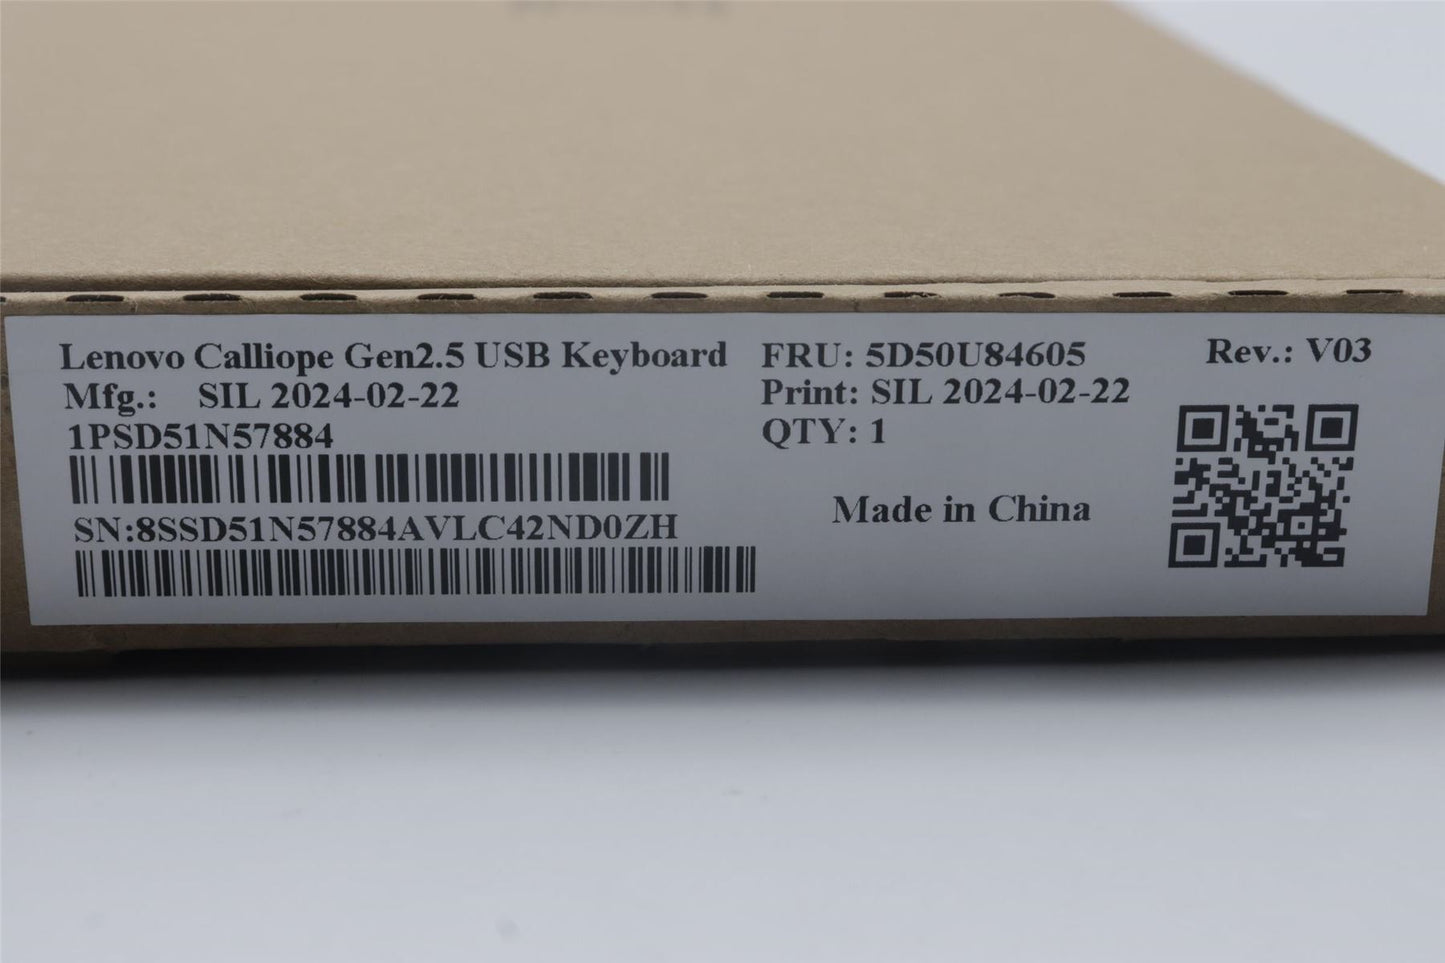 Lenovo Calliope Gen2.5 USB Keyboard
Mfg.: SIL 2024-02-22
1PSD51N57884
SN:8SSD51N57884AVLC42ND0ZH
FRU: 5D50U84605
Print: SIL 2024-02-22
QTY: 1
Made in China
Rev.: V03